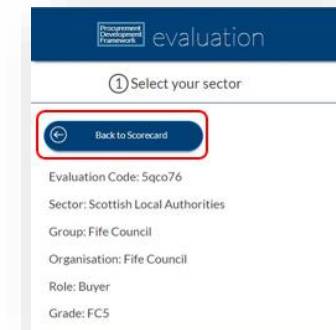 Procurement
Development
Framework
evaluation
1 Select your sector
Back to Scorecard
Evaluation Code: 5qco76
Sector: Scottish Local Authorities
Group: Fife Council
Organisation: Fife Council
Role: Buyer
Grade: FC5